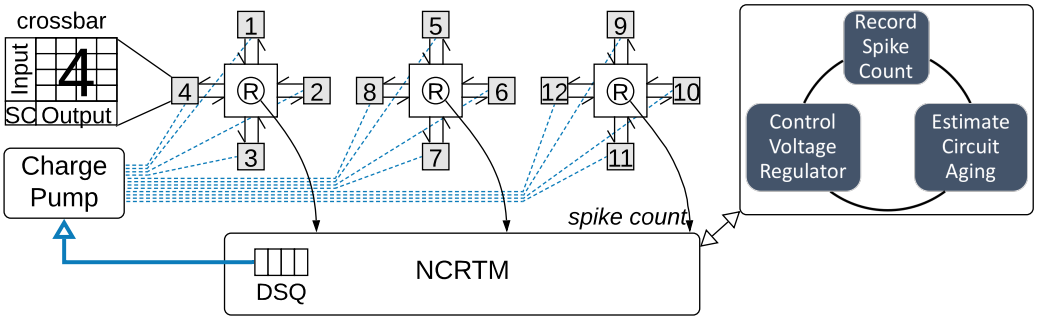 crossbar
Input
4
SC Output
1
4
R
2
3
5
8
R
6
7
9
12
R
10
11
Charge
Pump
spike count
DSQ
NCRTM
Record
Spike
Count
Control
Voltage
Regulator
Estimate
Circuit
Aging